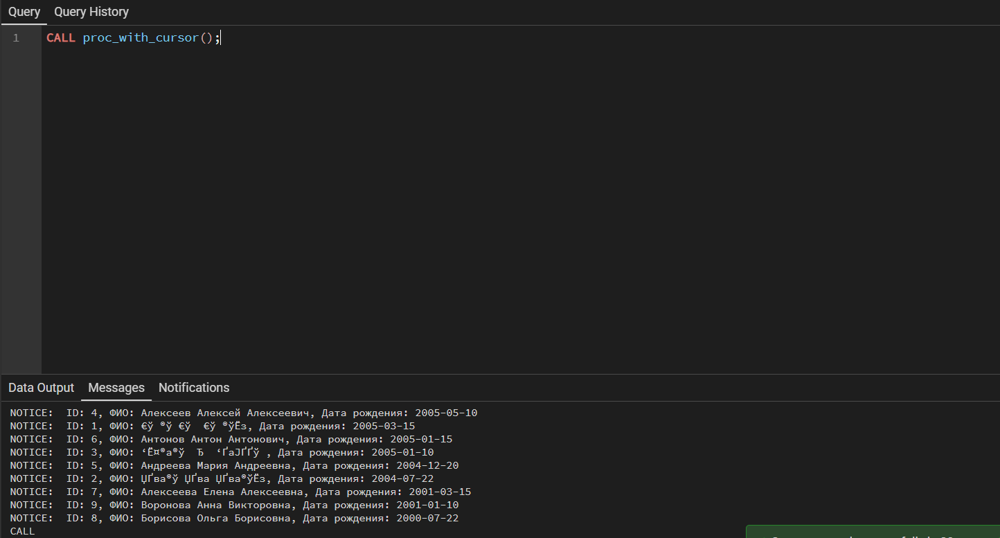 Query Query History
1 CALL proc_with_cursor();
Data Output Messages Notifications
NOTICE: ID: 4, ФИО: Алексеев Алексей Алексеевич, Дата рождения: 2005-05-10
NOTICE: ID: 1, ФИО: €ў ®ў €ў  €ў ®ўЁз, Дата рождения: 2005-03-15
NOTICE: ID: 6, ФИО: Антонов Антон Антонович, Дата рождения: 2005-01-15
NOTICE: ID: 3, ФИО: ‘Ё¤®а®ў  Ђ  ‘ҐаЈҐҐў , Дата рождения: 2005-01-10
NOTICE: ID: 5, ФИО: Андреева Мария Андреевна, Дата рождения: 2004-12-20
NOTICE: ID: 2, ФИО: ЏҐва®ў ЏҐва ЏҐва®ўЁз, Дата рождения: 2004-07-22
NOTICE: ID: 7, ФИО: Алексеева Елена Алексеевна, Дата рождения: 2001-03-15
NOTICE: ID: 9, ФИО: Воронова Анна Викторовна, Дата рождения: 2001-01-10
NOTICE: ID: 8, ФИО: Борисова Ольга Борисовна, Дата рождения: 2000-07-22
CALL